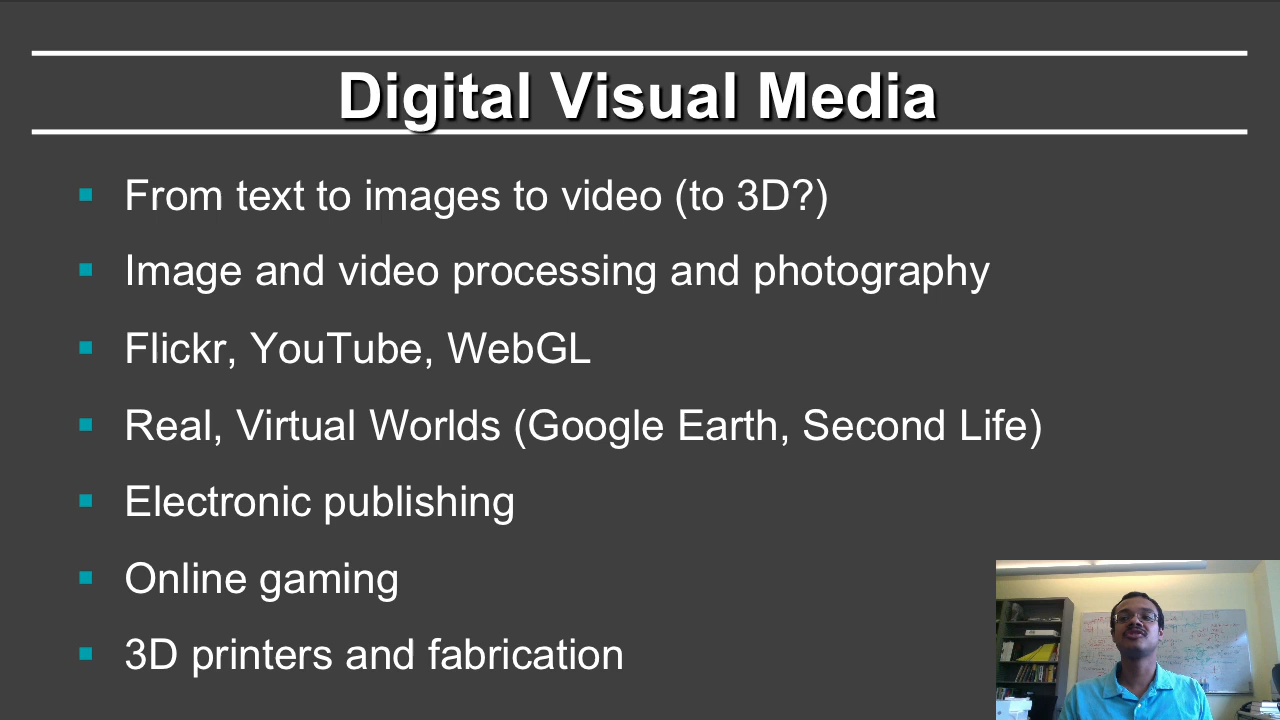 Digital Visual Media
From text to images to video (to 3D?)
Image and video processing and photography
Flickr, YouTube, WebGL
Real, Virtual Worlds (Google Earth, Second Life)
Electronic publishing
Online gaming
3D printers and fabrication